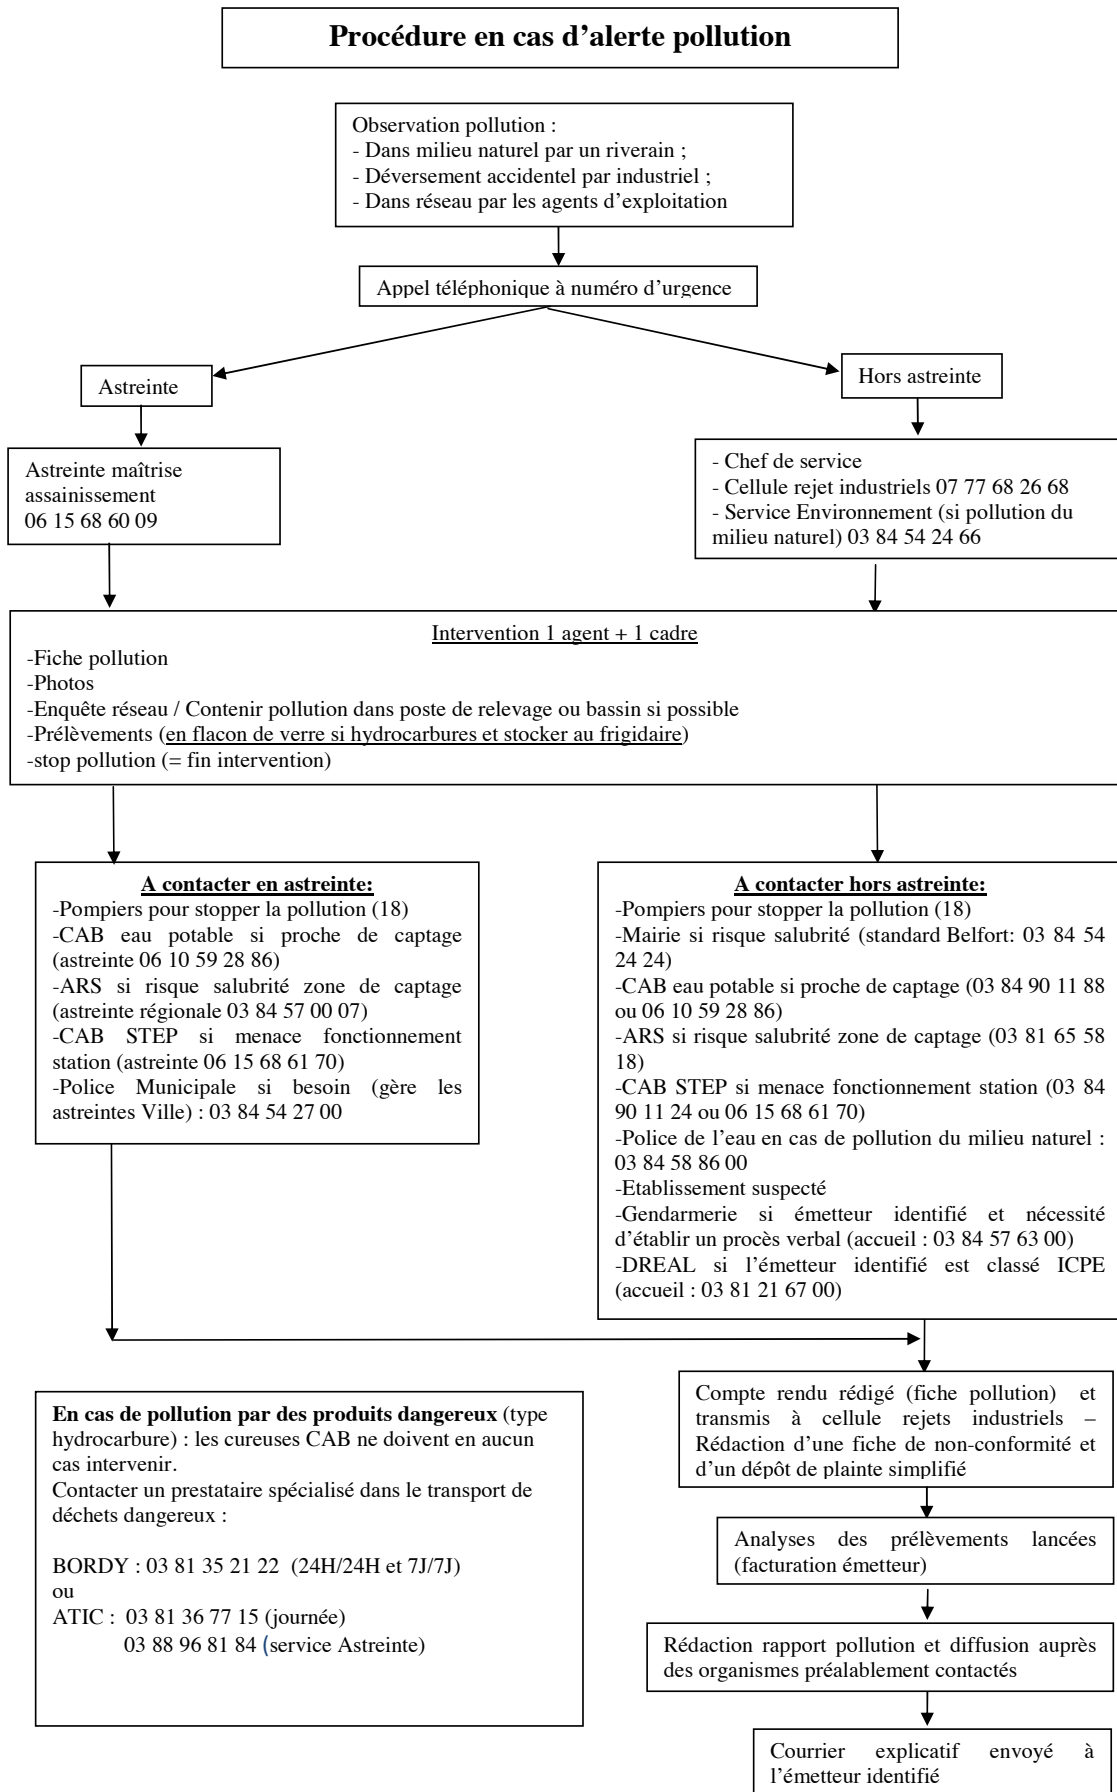 Procédure en cas d'alerte pollution
Observation pollution :
- Dans milieu naturel par un riverain ;
- Déversement accidentel par industriel ;
- Dans réseau par les agents d'exploitation
Appel téléphonique à numéro d'urgence
Astreinte
Hors astreinte
Astreinte maîtrise
assainissement
06 15 68 60 09
- Chef de service
- Cellule rejet industriels 07 77 68 26 68
- Service Environnement (si pollution du
milieu naturel) 03 84 54 24 66
Intervention 1 agent + 1 cadre
-Fiche pollution
-Photos
-Enquête réseau / Contenir pollution dans poste de relevage ou bassin si possible
-Prélèvements (en flacon de verre si hydrocarbures et stocker au frigidaire)
-stop pollution (= fin intervention)
A contacter en astreinte:
-Pompiers pour stopper la pollution (18)
-CAB eau potable si proche de captage
(astreinte 06 10 59 28 86)
-ARS si risque salubrité zone de captage
(astreinte régionale 03 84 57 00 07)
-CAB STEP si menace fonctionnement
station (astreinte 06 15 68 61 70)
-Police Municipale si besoin (gère les
astreintes Ville) : 03 84 54 27 00
A contacter hors astreinte:
-Pompiers pour stopper la pollution (18)
-Mairie si risque salubrité (standard Belfort: 03 84 54
24 24)
-CAB eau potable si proche de captage (03 84 90 11 88
ou 06 10 59 28 86)
-ARS si risque salubrité zone de captage (03 81 65 58
18)
-CAB STEP si menace fonctionnement station (03 84
90 11 24 ou 06 15 68 61 70)
-Police de l'eau en cas de pollution du milieu naturel :
03 84 58 86 00
-Etablissement suspecté
-Gendarmerie si émetteur identifié et nécessité
d'établir un procès verbal (accueil : 03 84 57 63 00)
-DREAL si l'émetteur identifié est classé ICPE
(accueil : 03 81 21 67 00)
En cas de pollution par des produits dangereux (type
hydrocarbure) : les cureuses CAB ne doivent en aucun
cas intervenir.
Contacter un prestataire spécialisé dans le transport de
déchets dangereux :
BORDY : 03 81 35 21 22 (24H/24H et 7J/7J)
ou
ATIC : 03 81 36 77 15 (journée)
03 88 96 81 84 (service Astreinte)
Compte rendu rédigé (fiche pollution) et
transmis à cellule rejets industriels –
Rédaction d'une fiche de non-conformité et
d'un dépôt de plainte simplifié
Analyses des prélèvements lancées
(facturation émetteur)
Rédaction rapport pollution et diffusion auprès
des organismes préalablement contactés
Courrier explicatif envoyé à
l'émetteur identifié